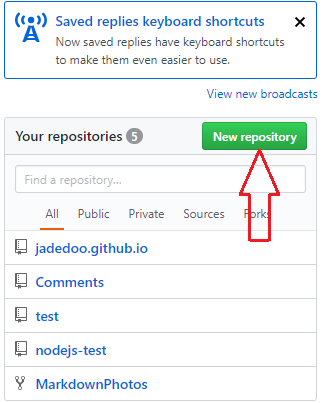 Saved replies keyboard shortcuts
Now saved replies have keyboard shortcuts
to make them even easier to use.
View new broadcasts
Your repositories 5
New repository
Find a repository...
All Public Private Sources Forks
jadedoo.github.io
Comments
test
nodejs-test
MarkdownPhotos